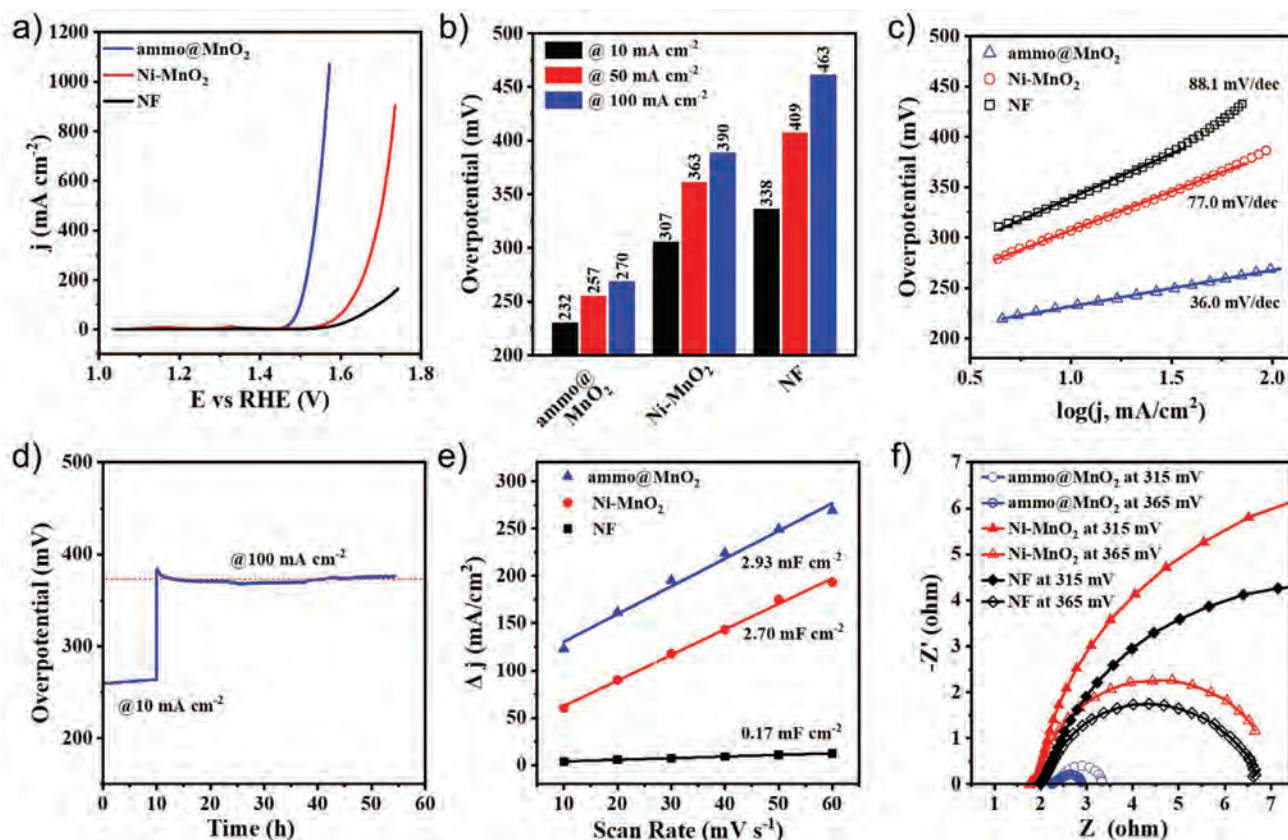 a)
ammo@MnO₂
Ni-MnO₂
NF
j (mA cm⁻²)
1200
1000
800
600
400
200
0
1.0 1.2 1.4 1.6 1.8
E vs RHE (V)
b)
@ 10 mA cm⁻²
@ 50 mA cm⁻²
@ 100 mA cm⁻²
Overpotential (mV)
500
450
400
350
300
250
200
232 257 270
307 363 390
338 409 463
ammo@
MnO₂
Ni-MnO₂
NF
c)
ammo@MnO₂
Ni-MnO₂
NF
88.1 mV/dec
77.0 mV/dec
36.0 mV/dec
Overpotential (mV)
500
450
400
350
300
250
200
0.5 1.0 1.5 2.0
log(j, mA/cm²)
d)
Overpotential (mV)
500
400
300
200
@100 mA cm⁻²
@10 mA cm⁻²
0 10 20 30 40 50 60
Time (h)
e)
ammo@MnO₂
Ni-MnO₂
NF
2.93 mF cm⁻²
2.70 mF cm⁻²
0.17 mF cm⁻²
Δ j (mA/cm²)
300
250
200
150
100
50
0
10 20 30 40 50 60
Scan Rate (mV s⁻¹)
f)
ammo@MnO₂ at 315 mV
ammo@MnO₂ at 365 mV
Ni-MnO₂ at 315 mV
Ni-MnO₂ at 365 mV
NF at 315 mV
NF at 365 mV
-Z' (ohm)
7
6
5
4
3
2
1
0
1 2 3 4 5 6 7
Z (ohm)